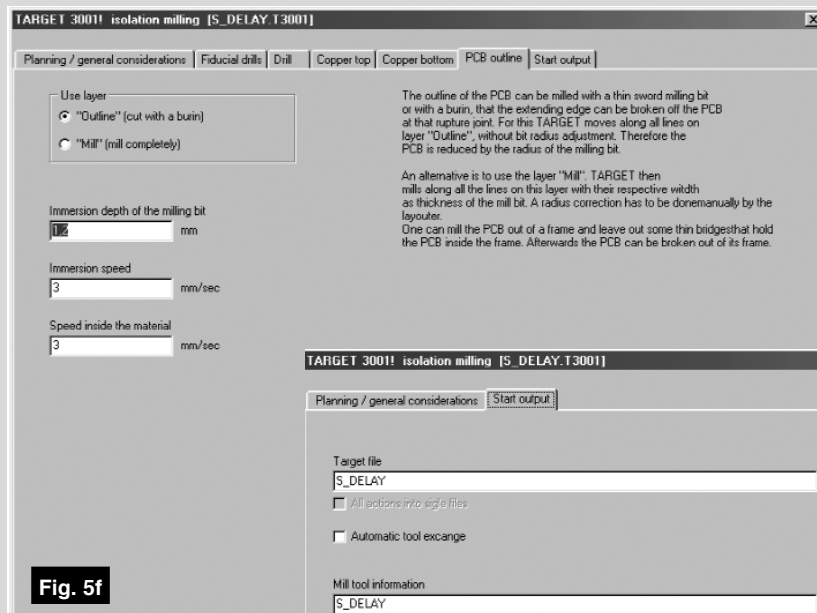 TARGET 3001! isolation milling [S_DELAY.T3001]
Planning / general considerations Fiducial drills Drill Copper top Copper bottom PCB outline Start output
Use layer
"Outline" (cut with a burin)
"Mill" (mill completely)
The outline of the PCB can be milled with a thin sword milling bit
or with a burin, that the extending edge can be broken off the PCB
at that rupture joint. For this TARGET moves along all lines on
layer "Outline", without bit radius adjustment. Therefore the
PCB is reduced by the radius of the milling bit.
An alternative is to use the layer "Mill". TARGET then
mills along all the lines on this layer with their respective witdth
as thickness of the mill bit. A radius correction has to be donemanually by the
layouter.
One can mill the PCB out of a frame and leave out some thin bridgesthat hold
the PCB inside the frame. Afterwards the PCB can be broken out of its frame.
Immersion depth of the milling bit
1,2 mm
Immersion speed
3 mm/sec
Speed inside the material
3 mm/sec
TARGET 3001! isolation milling [S_DELAY.T3001]
Planning / general considerations Start output
Target file
S_DELAY
All actions into sigle files
Automatic tool excange
Mill tool information
S_DELAY
Fig. 5f